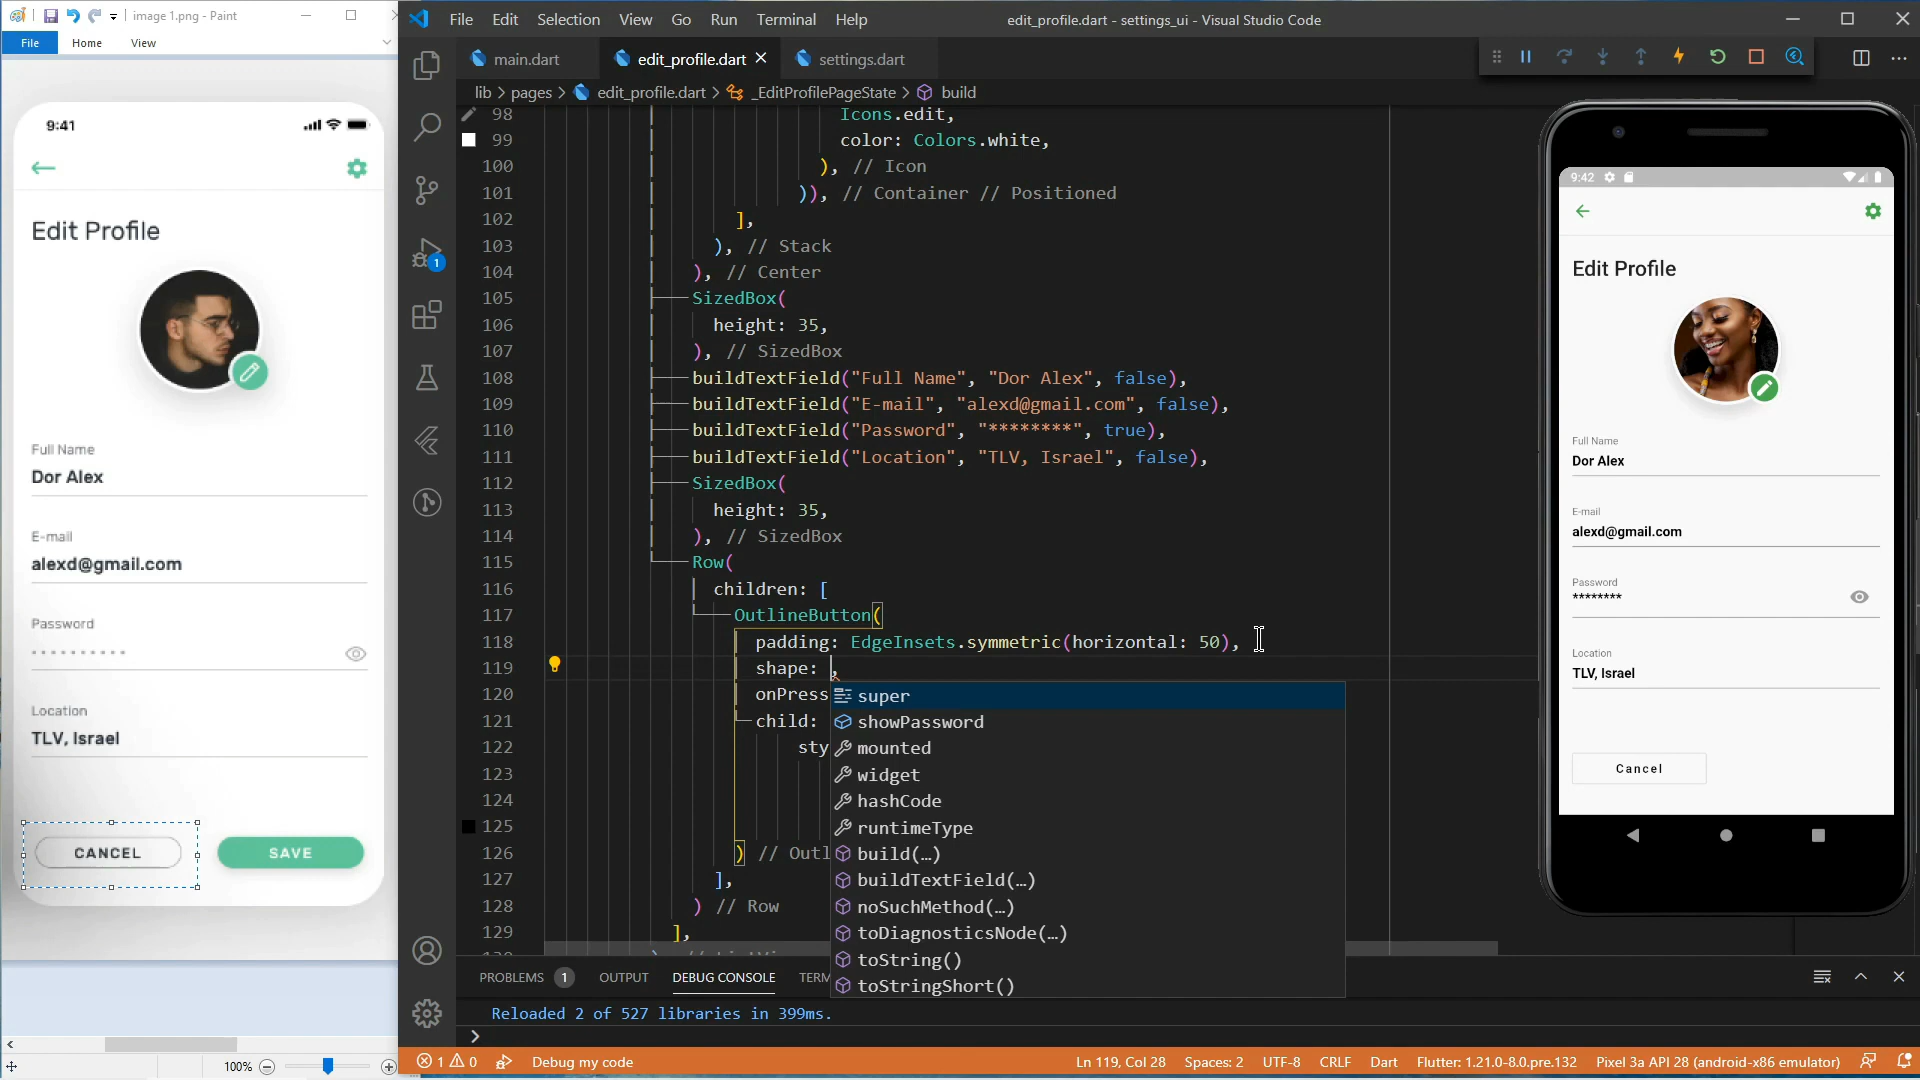 image 1.png - Paint
File
Home
View
9:41
Edit Profile
Full Name
Dor Alex
E-mail
alexd@gmail.com
Password
Location
TLV, Israel
CANCEL
SAVE
100%
File Edit Selection View Go Run Terminal Help
edit_profile.dart - settings_ui - Visual Studio Code
main.dart
edit_profile.dart
settings.dart
lib > pages > edit_profile.dart > _EditProfilePageState > build
98 Icons.edit,
99 color: Colors.white,
100 ), // Icon
101 )), // Container // Positioned
102 ],
103 ), // Stack
104 ), // Center
105 SizedBox(
106 height: 35,
107 ), // SizedBox
108 buildTextField("Full Name", "Dor Alex", false),
109 buildTextField("E-mail", "alexd@gmail.com", false),
110 buildTextField("Password", "********", true),
111 buildTextField("Location", "TLV, Israel", false),
112 SizedBox(
113 height: 35,
114 ), // SizedBox
115 Row(
116 children: [
117 OutlineButton(
118 padding: EdgeInsets.symmetric(horizontal: 50),
119 shape: ,
120 onPress
121 child:
122 sty
123
124
125
126 ) // Outl
127 ],
128 ) // Row
129 ],
super
showPassword
mounted
widget
hashCode
runtimeType
build(…)
buildTextField(…)
noSuchMethod(…)
toDiagnosticsNode(…)
toString()
toStringShort()
1
PROBLEMS 1 OUTPUT DEBUG CONSOLE TERM
Reloaded 2 of 527 libraries in 399ms.
>
1 0 Debug my code
Ln 119, Col 28 Spaces: 2 UTF-8 CRLF Dart Flutter: 1.21.0-8.0.pre.132 Pixel 3a API 28 (android-x86 emulator)
9:42
Edit Profile
Full Name
Dor Alex
E-mail
alexd@gmail.com
Password
********
Location
TLV, Israel
Cancel